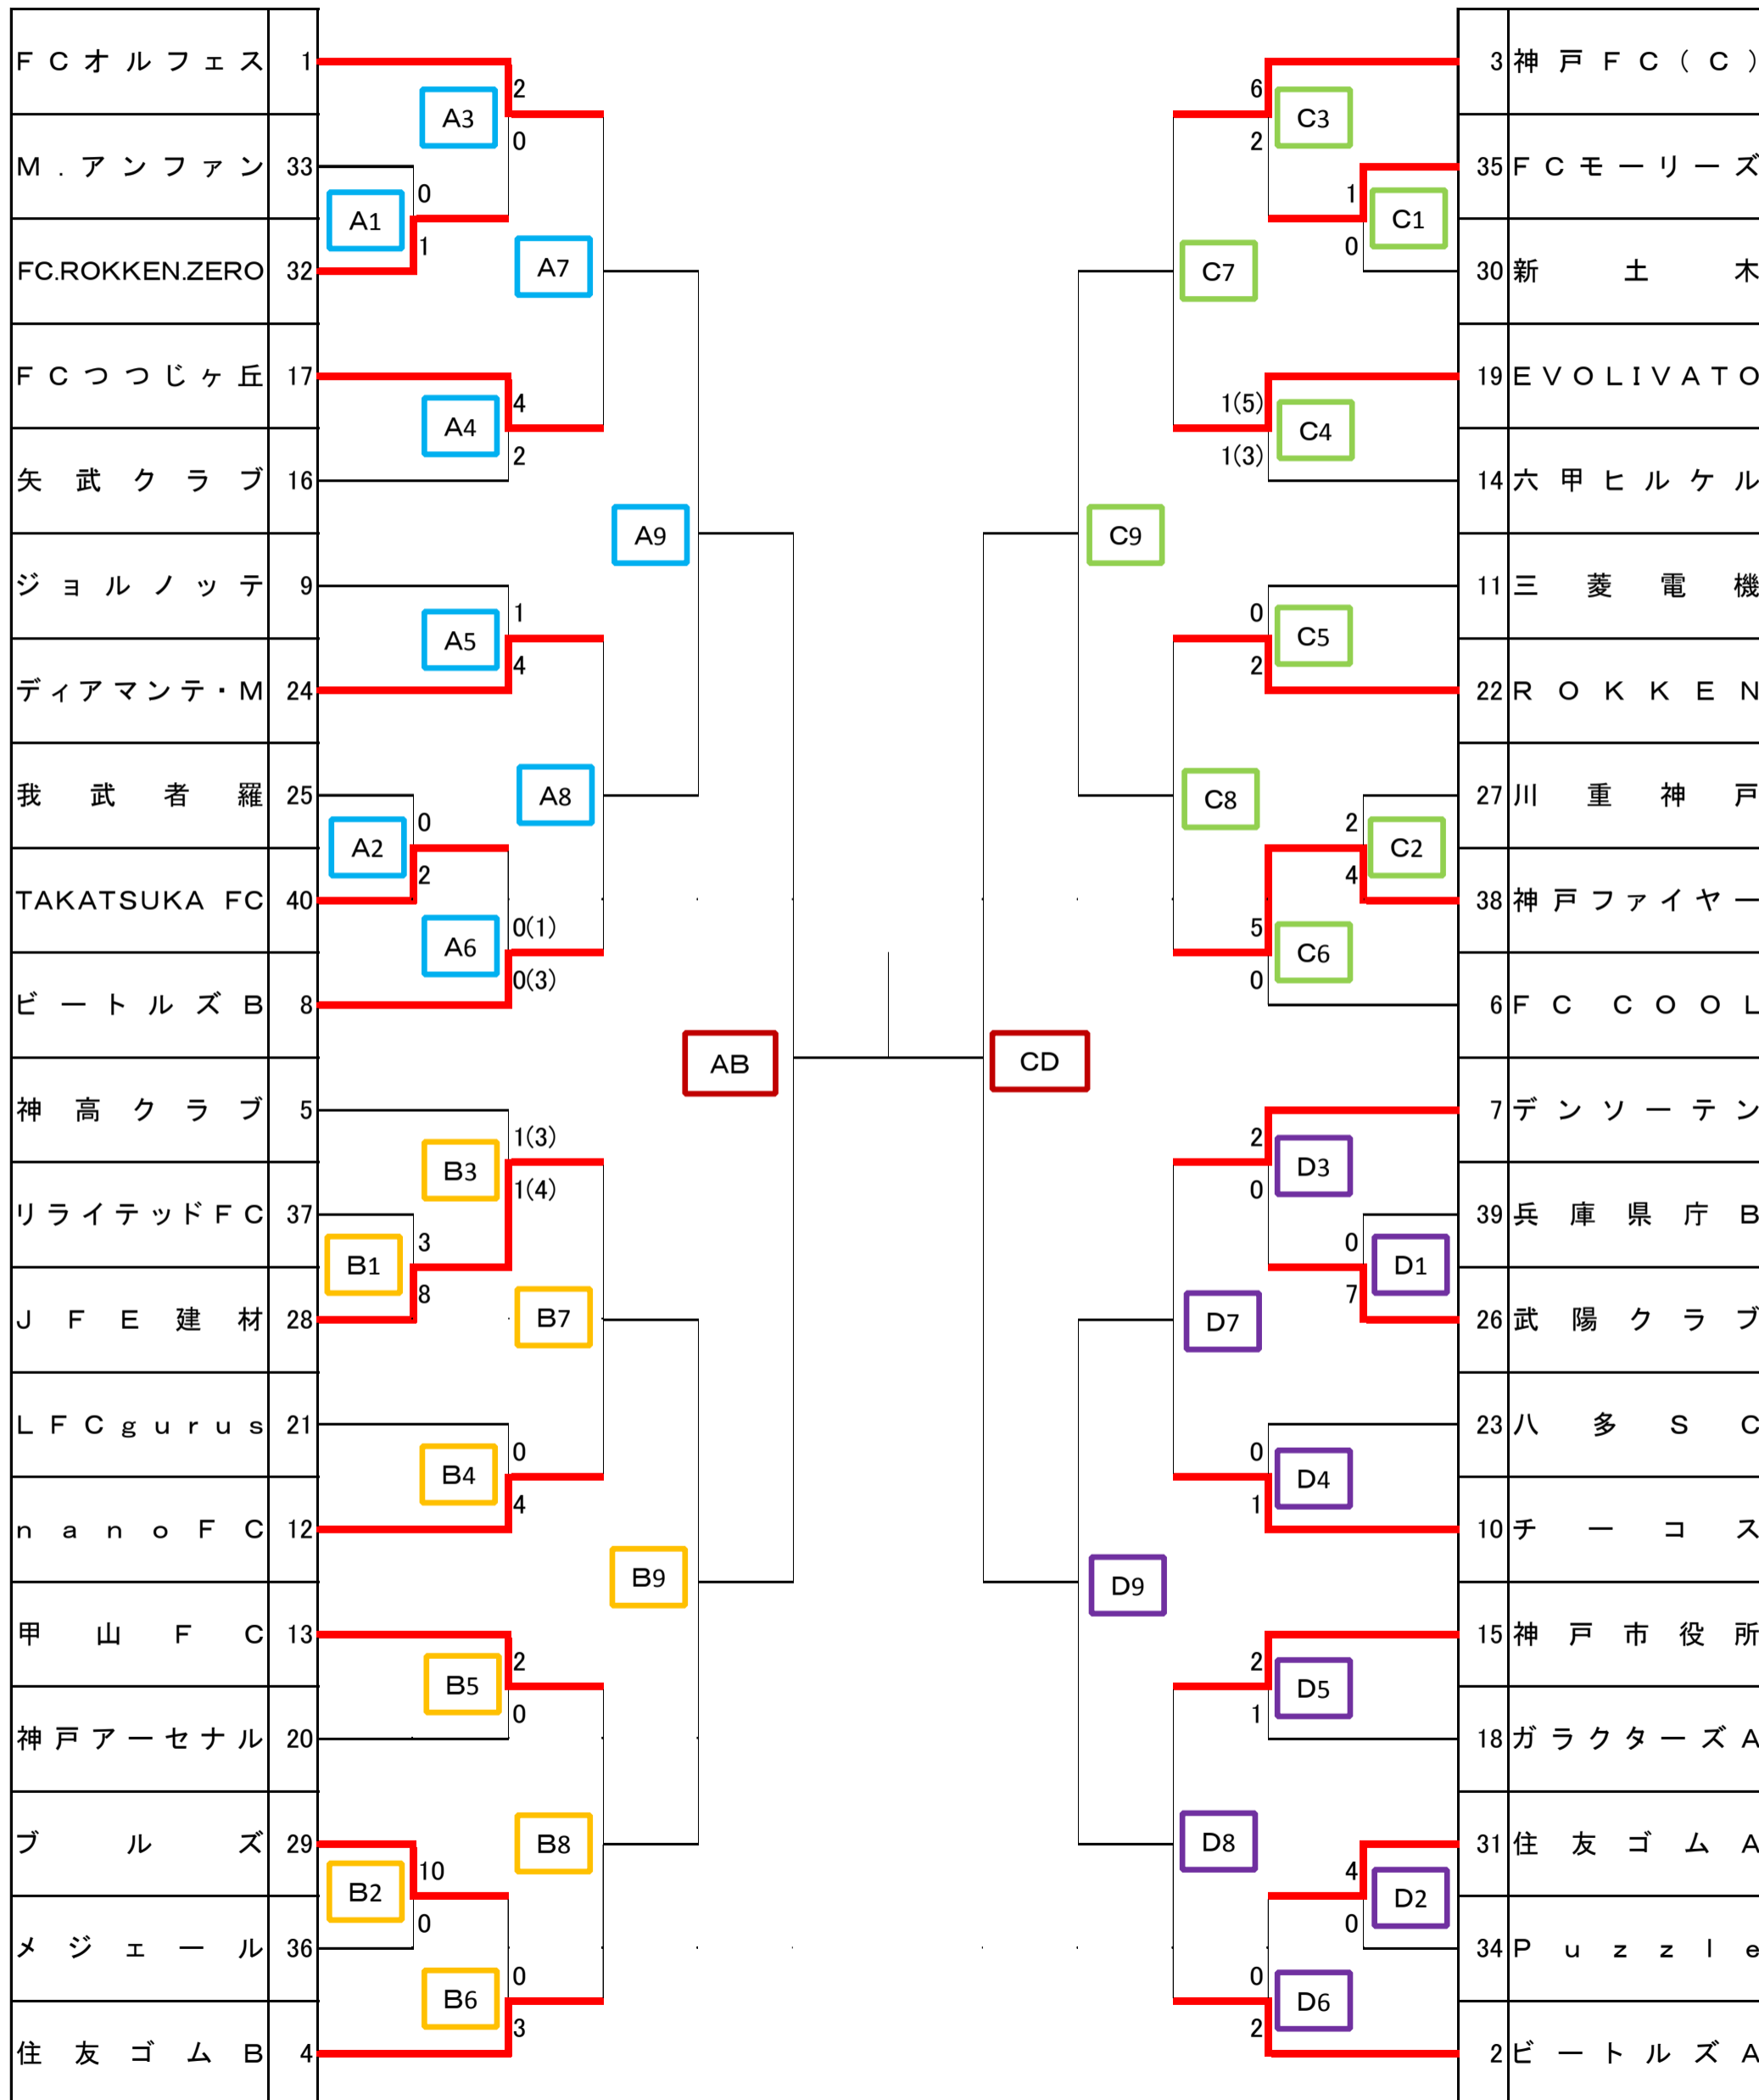 FCオルフェス 1
2
A3
0
M.アンファン 33
0
A1
1
FC.ROKKEN.ZERO 32
A7
FCつつじヶ丘 17
4
A4
2
矢武クラブ 16
A9
ジョルノッテ 9
1
A5
4
ディアマンテ・M 24
我武者羅 25
A8
0
A2
2
TAKATSUKA FC 40
0(1)
A6
0(3)
ビートルズB 8
AB
神高クラブ 5
1(3)
B3
1(4)
リライテッドFC 37
3
B1
8
JFE建材 28
B7
LFCgurus 21
0
B4
4
nanoFC 12
B9
甲山FC 13
2
B5
0
神戸アーセナル 20
ブルズ 29
B8
10
B2
0
メジェール 36
0
B6
3
住友ゴムB 4
3 神戸FC(C)
6
C3
2
35 FCモーリーズ
1
C1
0
30 新土木
C7
19 EVOLIVATO
1(5)
C4
1(3)
14 六甲ヒルケル
C9
11 三菱電機
0
C5
2
22 ROKKEN
27 川重神戸
C8
2
C2
4
38 神戸ファイヤー
5
C6
0
6 FC COOL
CD
7 デンソーテン
2
D3
0
39 兵庫県庁B
0
D1
7
26 武陽クラブ
D7
23 八多SC
0
D4
1
10 チーコス
D9
15 神戸市役所
2
D5
1
18 ガラクターズA
31 住友ゴムA
D8
4
D2
0
34 Puzzle
0
D6
2
2 ビートルズA